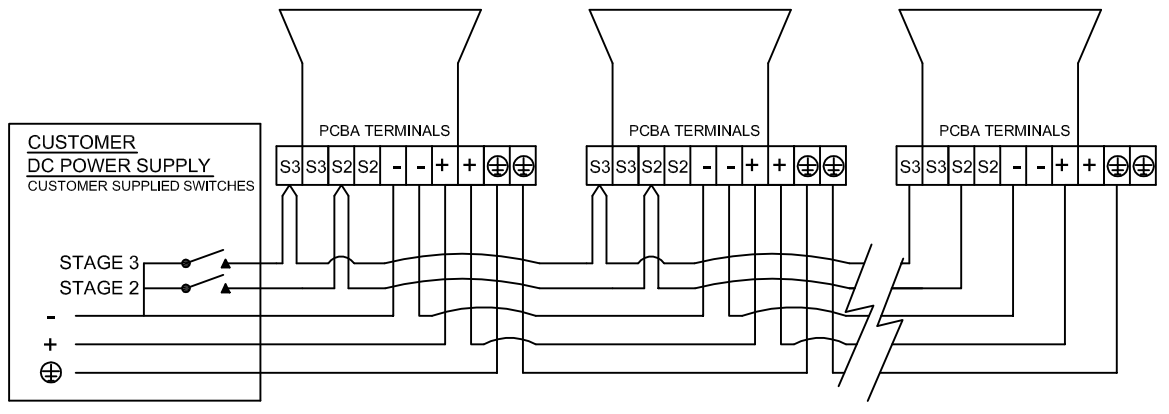 PCBA TERMINALS PCBA TERMINALS PCBA TERMINALS
CUSTOMER
DC POWER SUPPLY
CUSTOMER SUPPLIED SWITCHES
S3 S3 S2 S2 - - + + S3 S3 S2 S2 - - + + S3 S3 S2 S2 - - + +
STAGE 3
STAGE 2
-
+